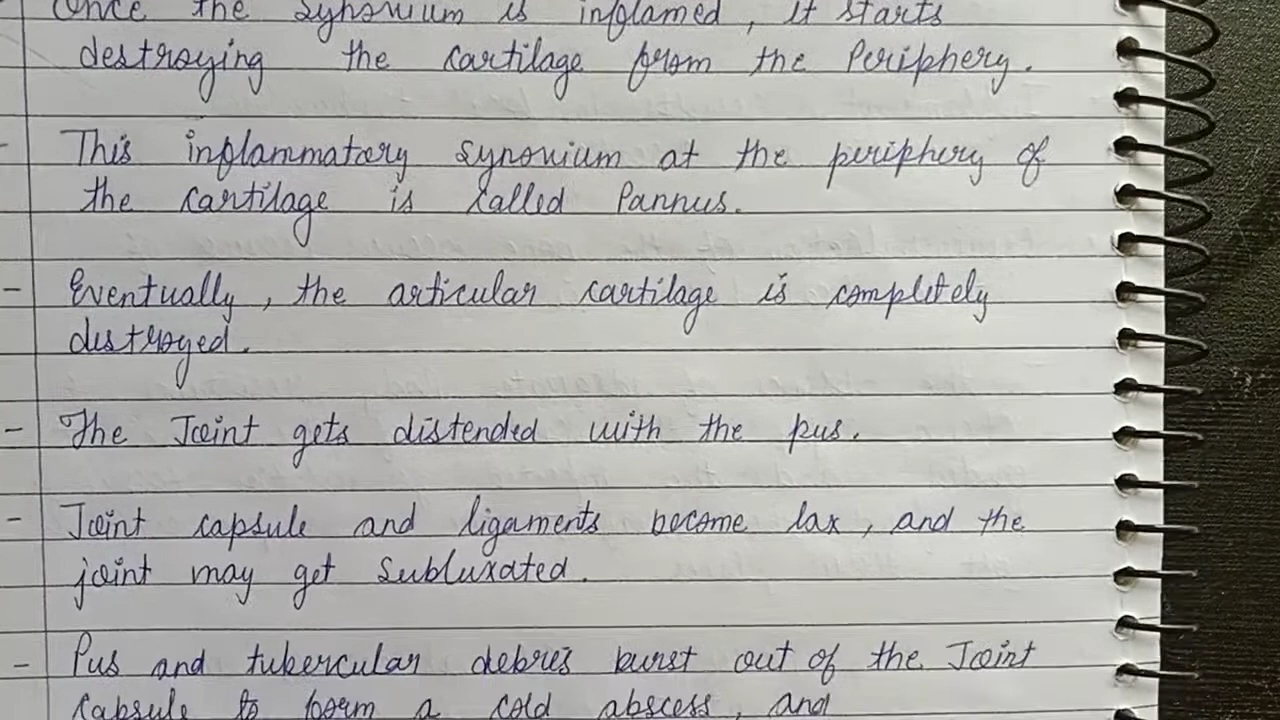 Once the synovium is inflamed, it starts
destroying the cartilage from the Periphery.
- This inflammatory synovium at the periphery of
the cartilage is called Pannus.
- Eventually, the articular cartilage is completely
destroyed.
- The Joint gets distended with the pus.
- Joint capsule and ligaments become lax, and the
joint may get subluxated.
- Pus and tubercular debris burst out of the Joint
capsule to form a cold abscess, and